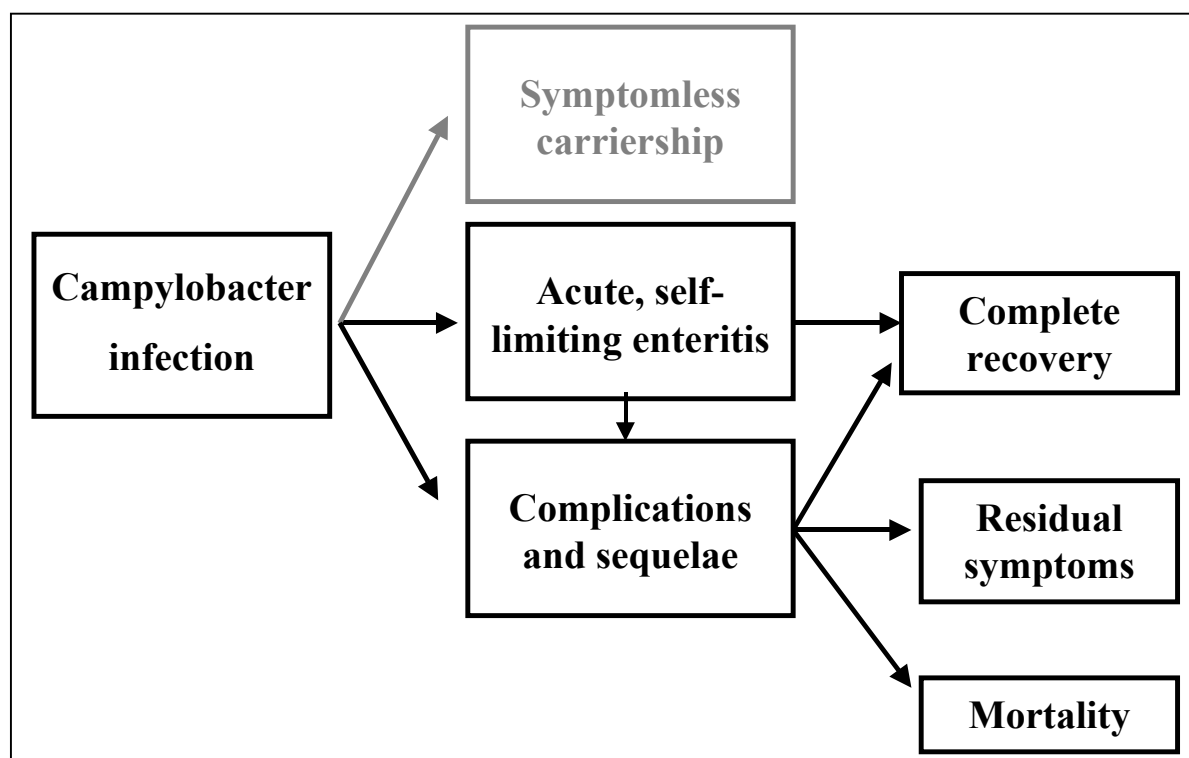 Symptomless
carriership
Campylobacter
infection
Acute, self-
limiting enteritis
Complete
recovery
Complications
and sequelae
Residual
symptoms
Mortality